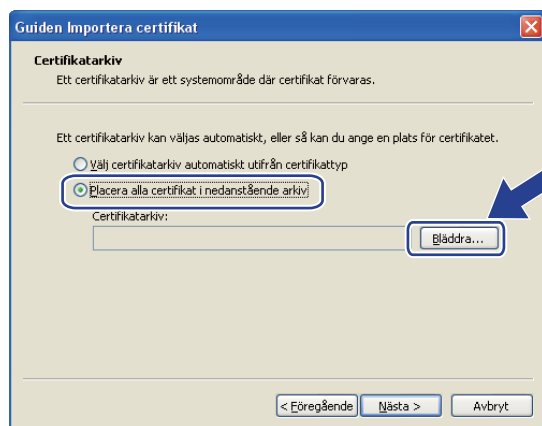 Guiden Importera certifikat
Certifikatarkiv
Ett certifikatarkiv är ett systemområde där certifikat förvaras.
Ett certifikatarkiv kan väljas automatiskt, eller så kan du ange en plats för certifikatet.
Välj certifikatarkiv automatiskt utifrån certifikattyp
Placera alla certifikat i nedanstående arkiv
Certifikatarkiv:
Bläddra...
< Föregående Nästa > Avbryt